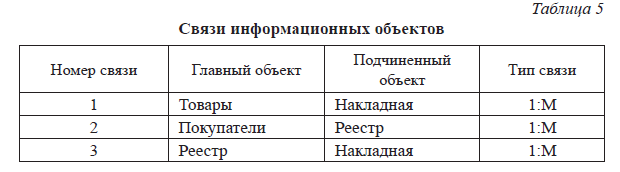 Таблица 5
Связи информационных объектов
Номер связи Главный объект Подчиненный объект Тип связи
1 Товары Накладная 1:М
2 Покупатели Реестр 1:М
3 Реестр Накладная 1:М